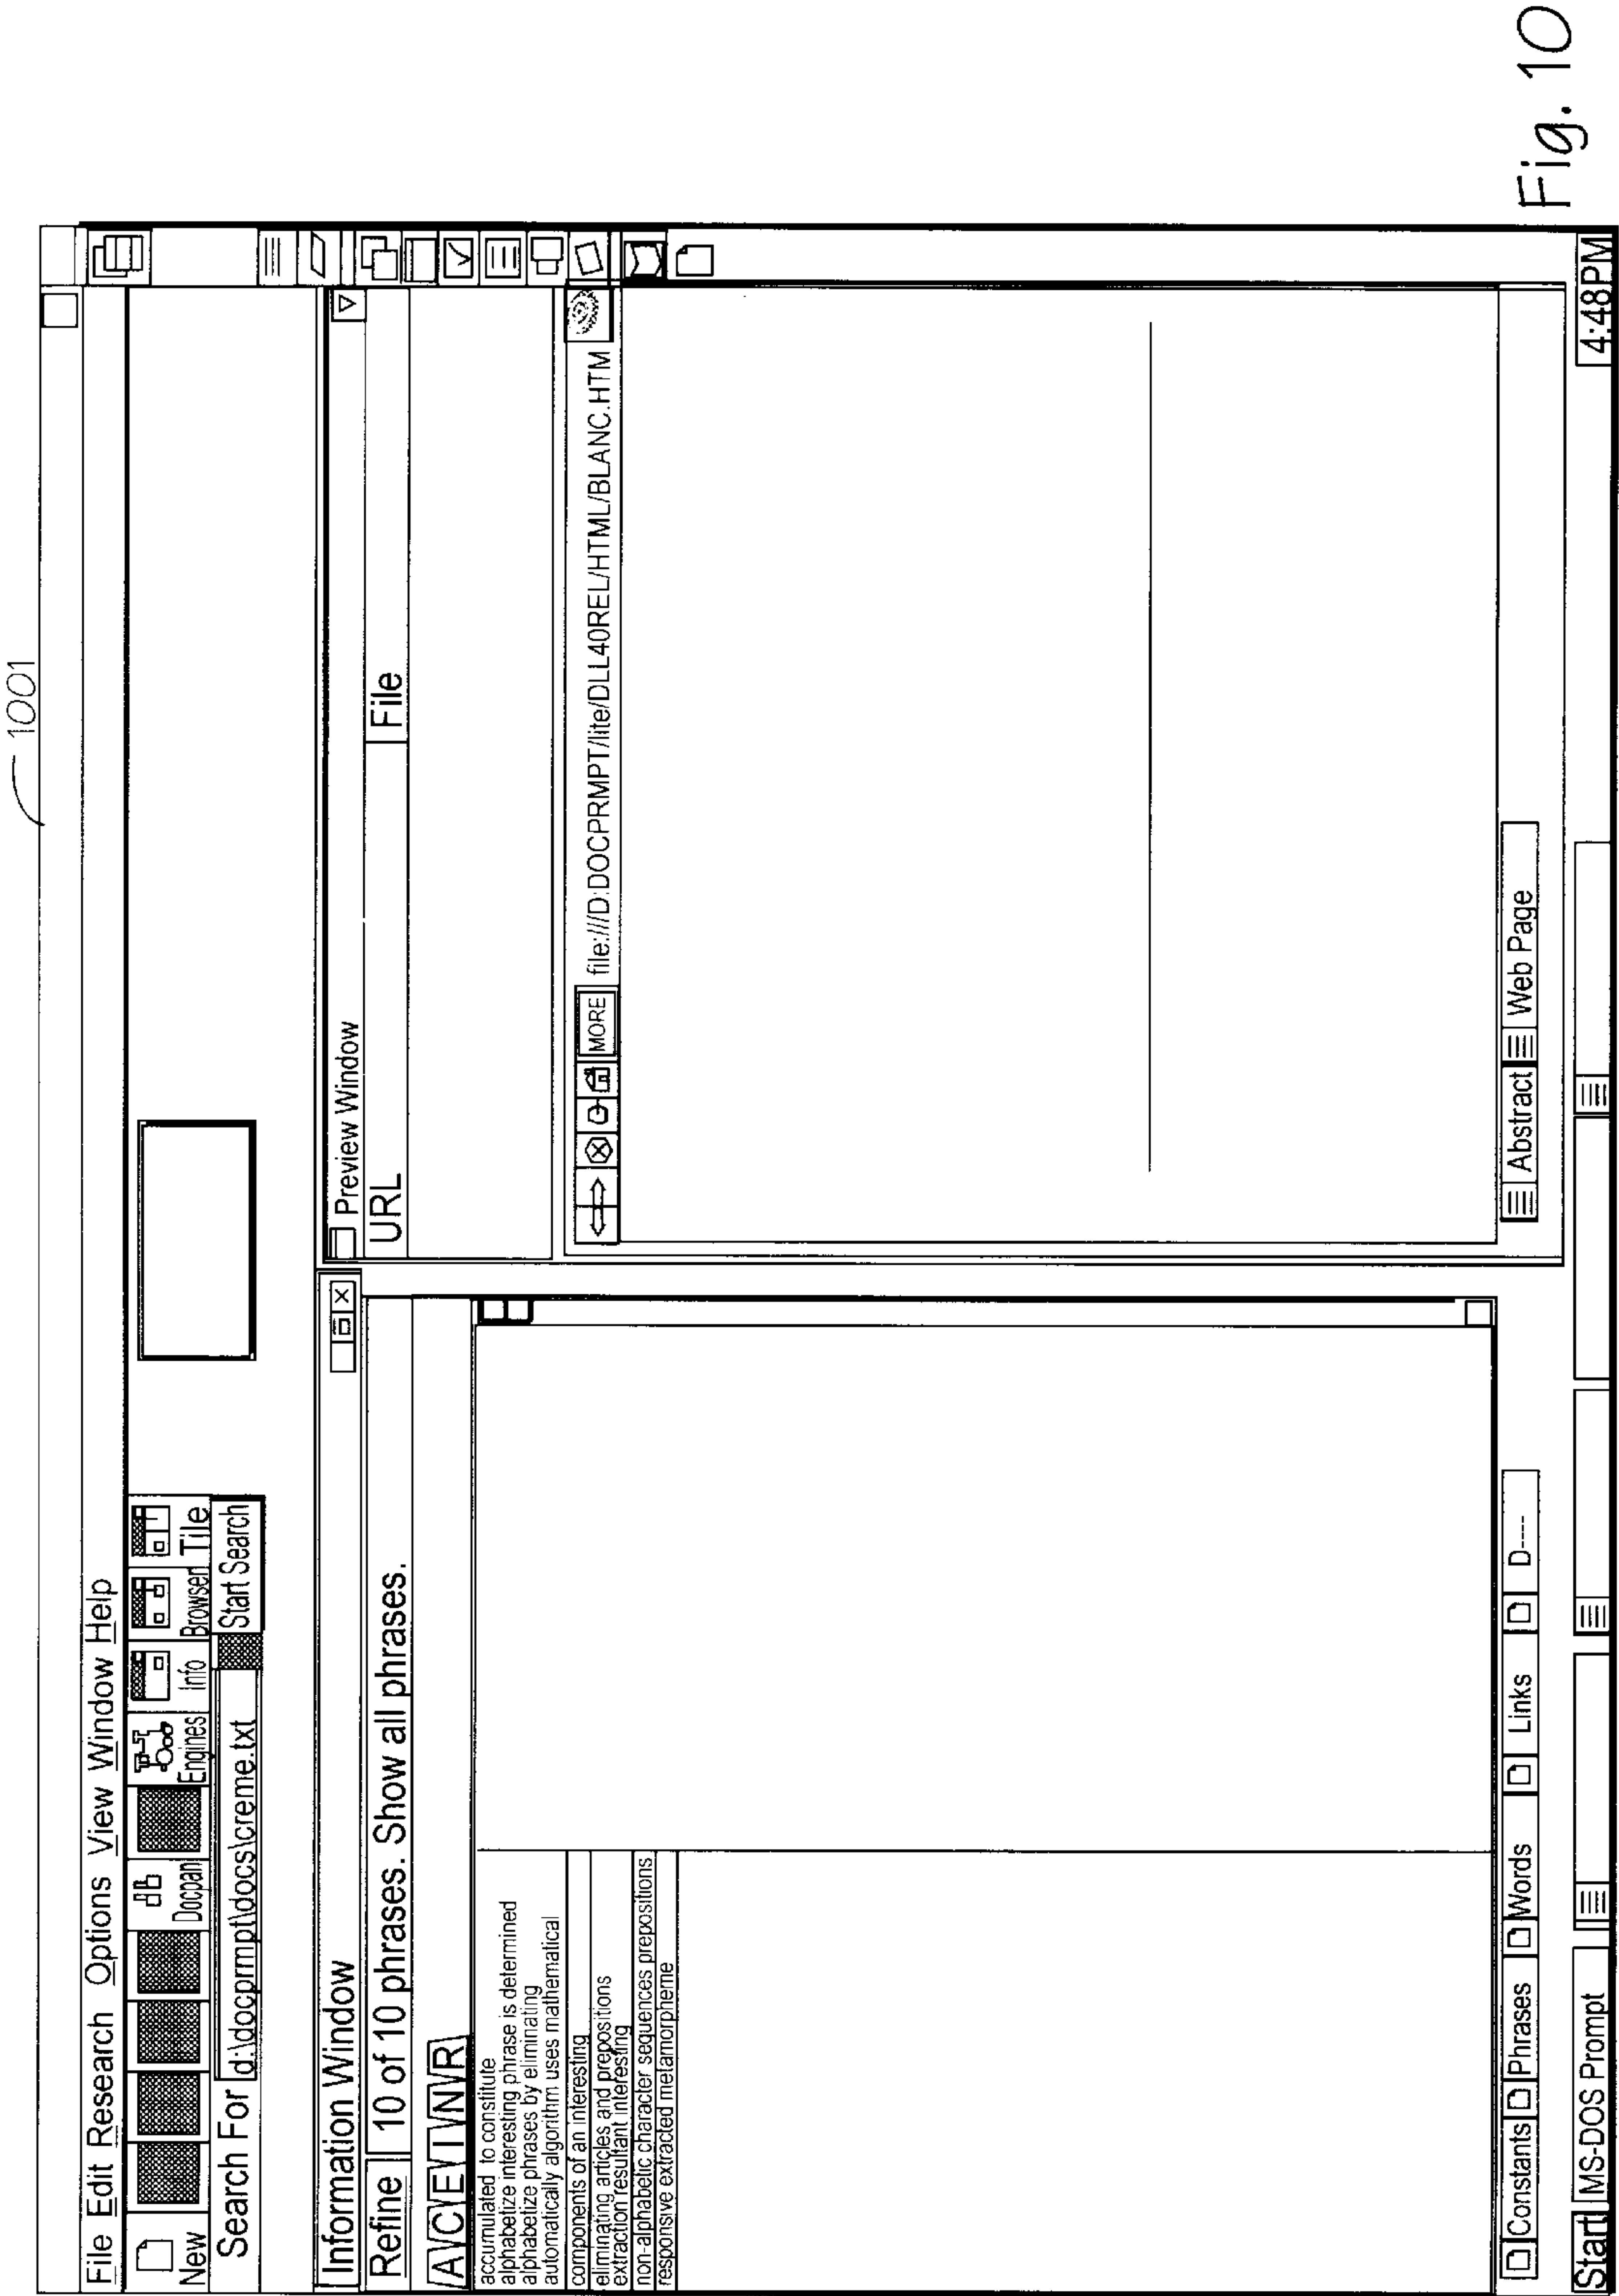 1001
File Edit Research Options View Window Help
New Docpan Engines Info Browser Tile
Search For d:\docprmpt\docs\creme.txt Start Search
Information Window
Refine 10 of 10 phrases. Show all phrases.
A C E I N R
accumulated to constitute
alphabetize interesting phrase is determined
alphabetize phrases by eliminating
automatically algorithm uses mathematical
components of an interesting
eliminating articles and prepositions
extraction resultant interesting
non-alphabetic character sequences prepositions
responsive extracted metamorpheme
Constants Phrases Words Links D----
Preview Window
URL File
MORE file:///D:DOCPRMPT/lite/DLL40REL/HTML/BLANC.HTM
Abstract Web Page
Start MS-DOS Prompt 4:48PM
Fig. 10